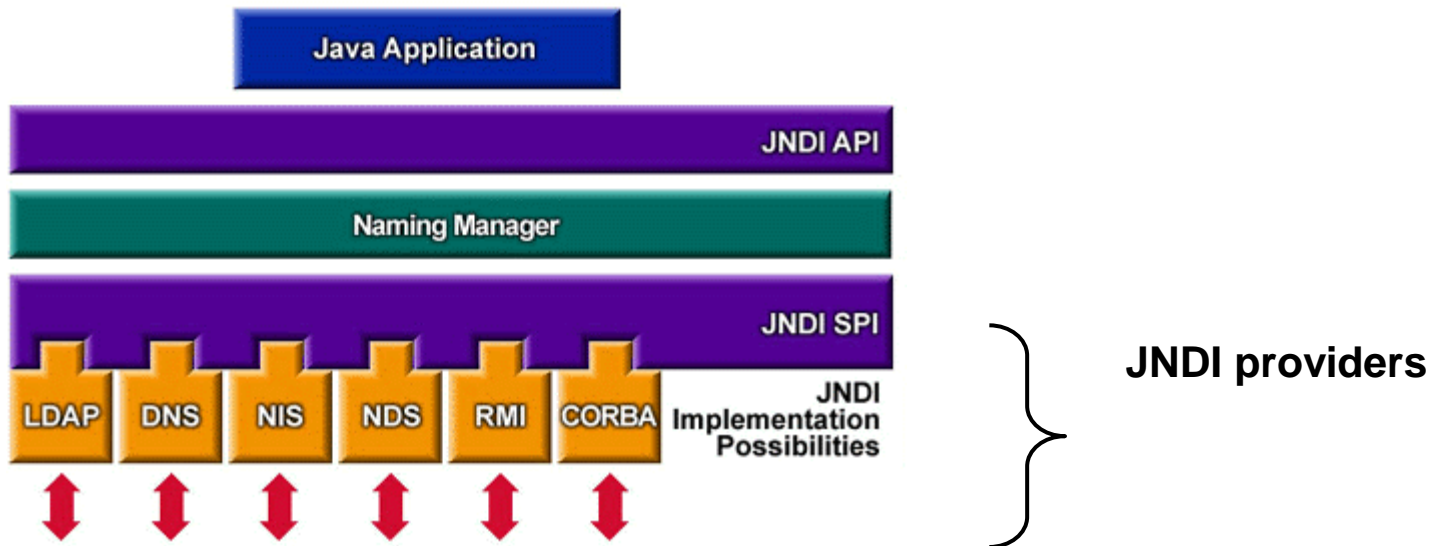 Java Application
JNDI API
Naming Manager
JNDI SPI
JNDI providers
LDAP
DNS
NIS
NDS
RMI
CORBA
JNDI
Implementation
Possibilities